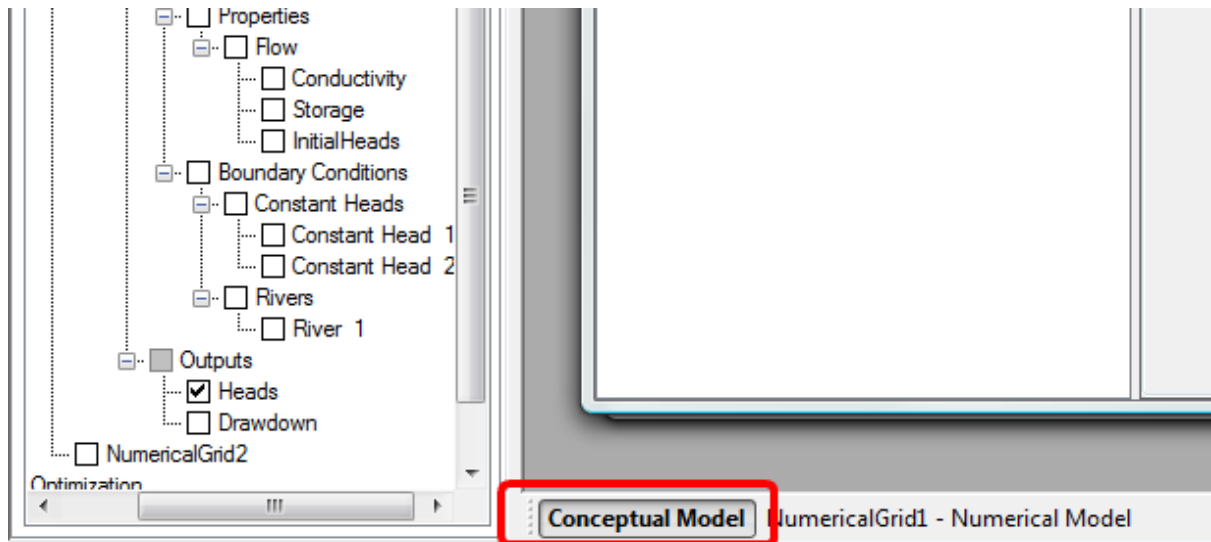 Properties
Flow
Conductivity
Storage
InitialHeads
Boundary Conditions
Constant Heads
Constant Head 1
Constant Head 2
Rivers
River 1
Outputs
Heads
Drawdown
NumericalGrid2
Optimization
Conceptual Model NumericalGrid1 - Numerical Model